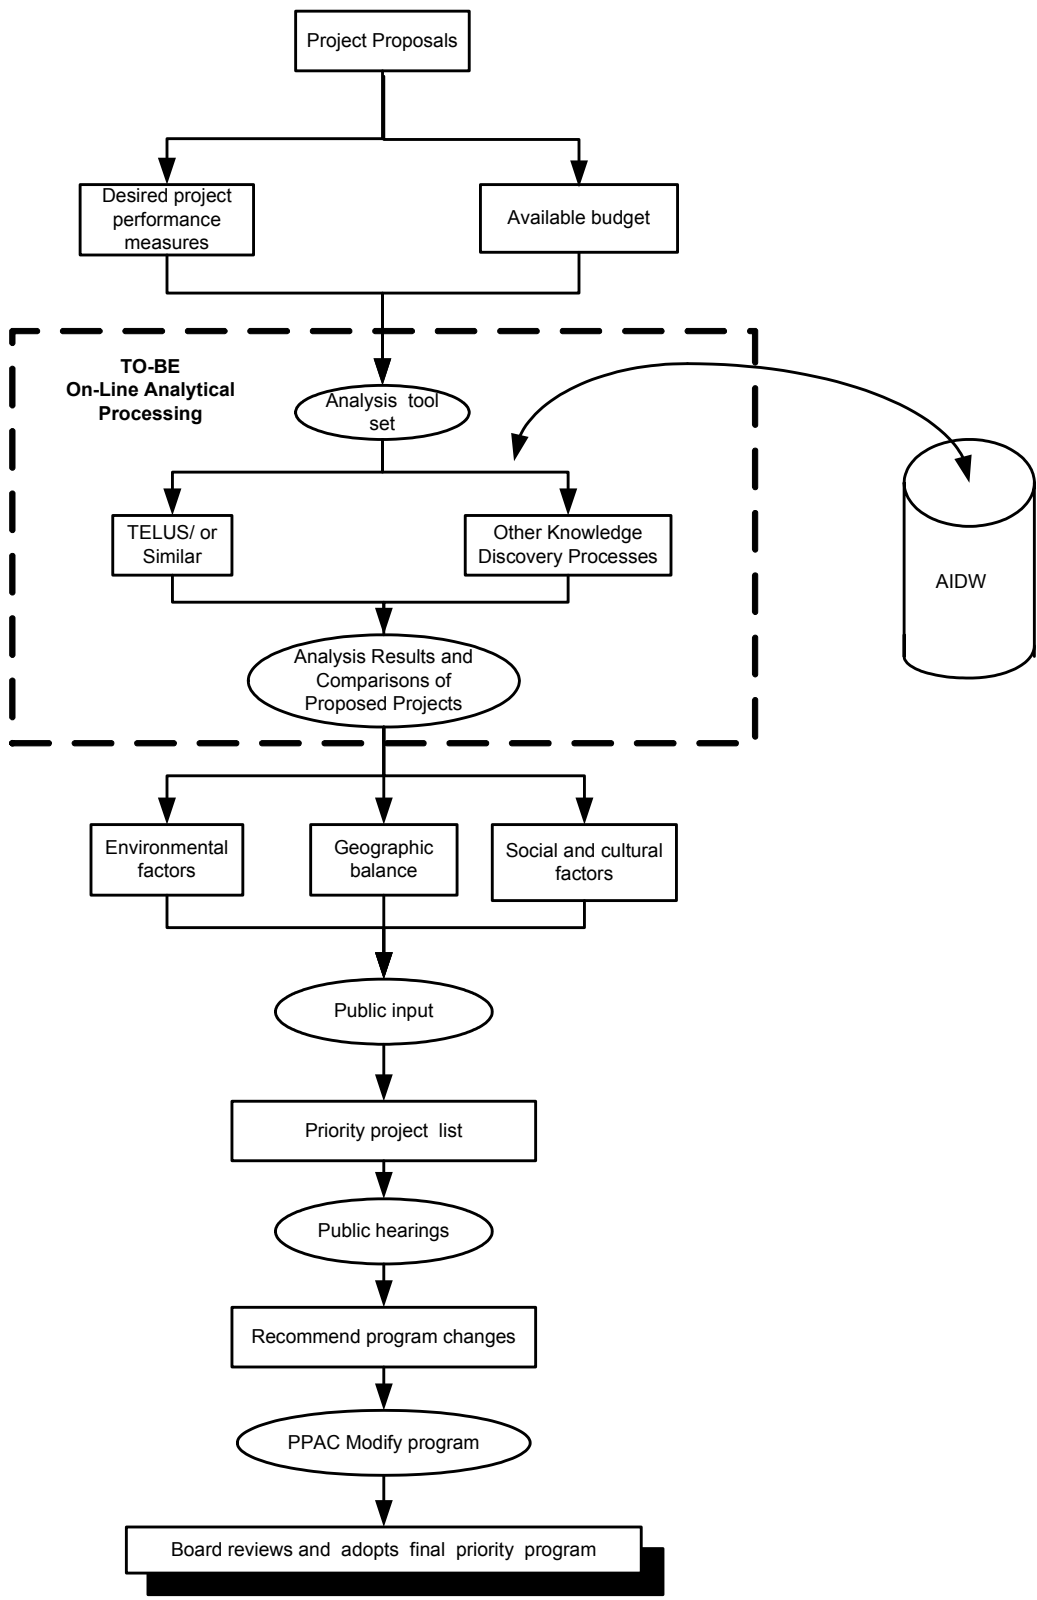 Project Proposals
Desired project
performance
measures
Available budget
TO-BE
On-Line Analytical
Processing
Analysis tool
set
TELUS/ or
Similar
Other Knowledge
Discovery Processes
AIDW
Analysis Results and
Comparisons of
Proposed Projects
Environmental
factors
Geographic
balance
Social and cultural
factors
Public input
Priority project list
Public hearings
Recommend program changes
PPAC Modify program
Board reviews and adopts final priority program